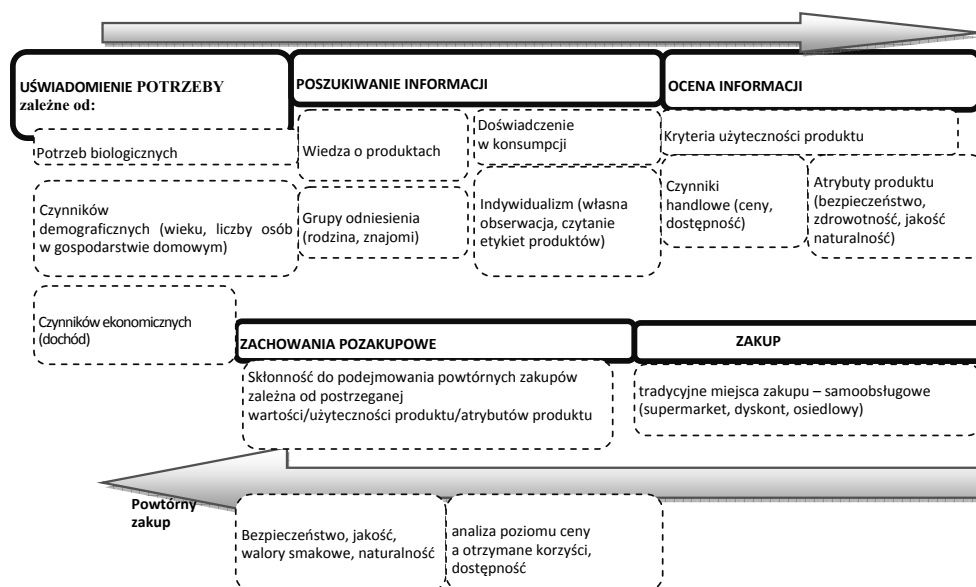 UŚWIADOMIENIE POTRZEBY
zależne od:
Potrzeb biologicznych
Czynników
demograficznych (wieku, liczby osób
w gospodarstwie domowym)
Czynników ekonomicznych
(dochód)
POSZUKIWANIE INFORMACJI
Wiedza o produktach
Doświadczenie
w konsumpcji
Grupy odniesienia
(rodzina, znajomi)
Indywidualizm (własna
obserwacja, czytanie
etykiet produktów)
OCENA INFORMACJI
Kryteria użyteczności produktu
Czynniki
handlowe (ceny,
dostępność)
Atrybuty produktu
(bezpieczeństwo,
zdrowotność, jakość
naturalność)
ZACHOWANIA POZAKUPOWE
Skłonność do podejmowania powtórnych zakupów
zależna od postrzeganej
wartości/użyteczności produktu/atrybutów produktu
ZAKUP
tradycyjne miejsca zakupu – samoobsługowe
(supermarket, dyskont, osiedlowy)
Powtórny
zakup
Bezpieczeństwo, jakość,
walory smakowe, naturalność
analiza poziomu ceny
a otrzymane korzyści,
dostępność